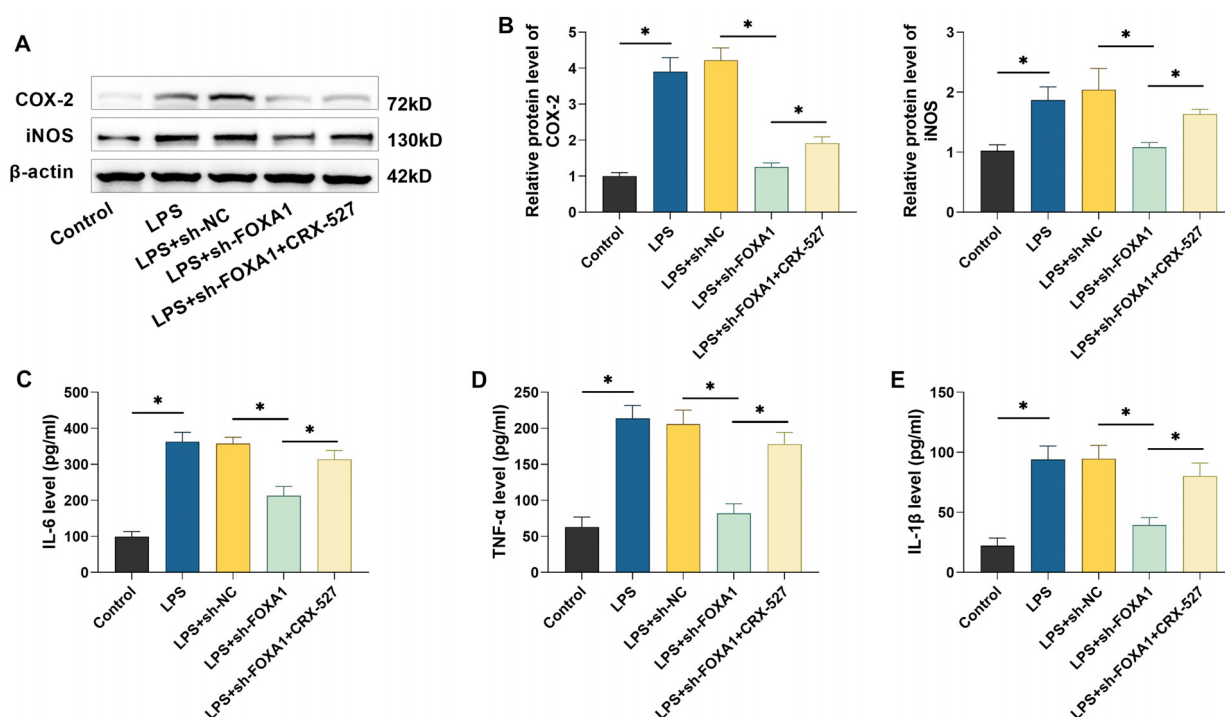 A
COX-2
72kD
iNOS
130kD
β-actin
42kD
Control
LPS
LPS+sh-NC
LPS+sh-FOXA1
LPS+sh-FOXA1+CRX-527
B
Relative protein level of
COX-2
5
4
3
2
1
0
*
*
*
Control
LPS
LPS+sh-NC
LPS+sh-FOXA1
LPS+sh-FOXA1+CRX-527
Relative protein level of
iNOS
3
2
1
0
*
*
*
Control
LPS
LPS+sh-NC
LPS+sh-FOXA1
LPS+sh-FOXA1+CRX-527
C
IL-6 level (pg/ml)
500
400
300
200
100
0
*
*
*
Control
LPS
LPS+sh-NC
LPS+sh-FOXA1
LPS+sh-FOXA1+CRX-527
D
TNF-α level (pg/ml)
250
200
150
100
50
0
*
*
*
Control
LPS
LPS+sh-NC
LPS+sh-FOXA1
LPS+sh-FOXA1+CRX-527
E
IL-1β level (pg/ml)
150
100
50
0
*
*
*
Control
LPS
LPS+sh-NC
LPS+sh-FOXA1
LPS+sh-FOXA1+CRX-527